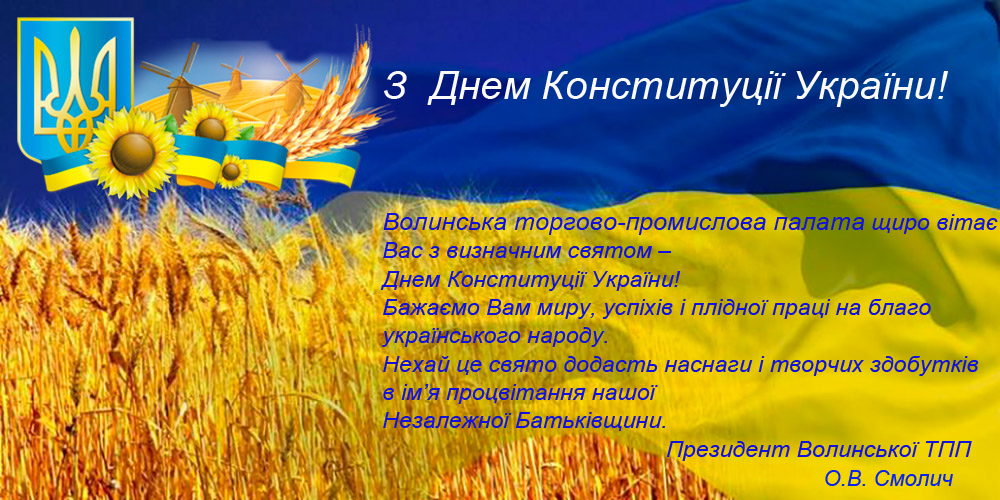 З Днем Конституції України!
Волинська торгово-промислова палата щиро вітає
Вас з визначним святом –
Днем Конституції України!
Бажаємо Вам миру, успіхів і плідної праці на благо
українського народу.
Нехай це свято додасть наснаги і творчих здобутків
в ім’я процвітання нашої
Незалежної Батьківщини.
Президент Волинської ТПП
О.В. Смолич